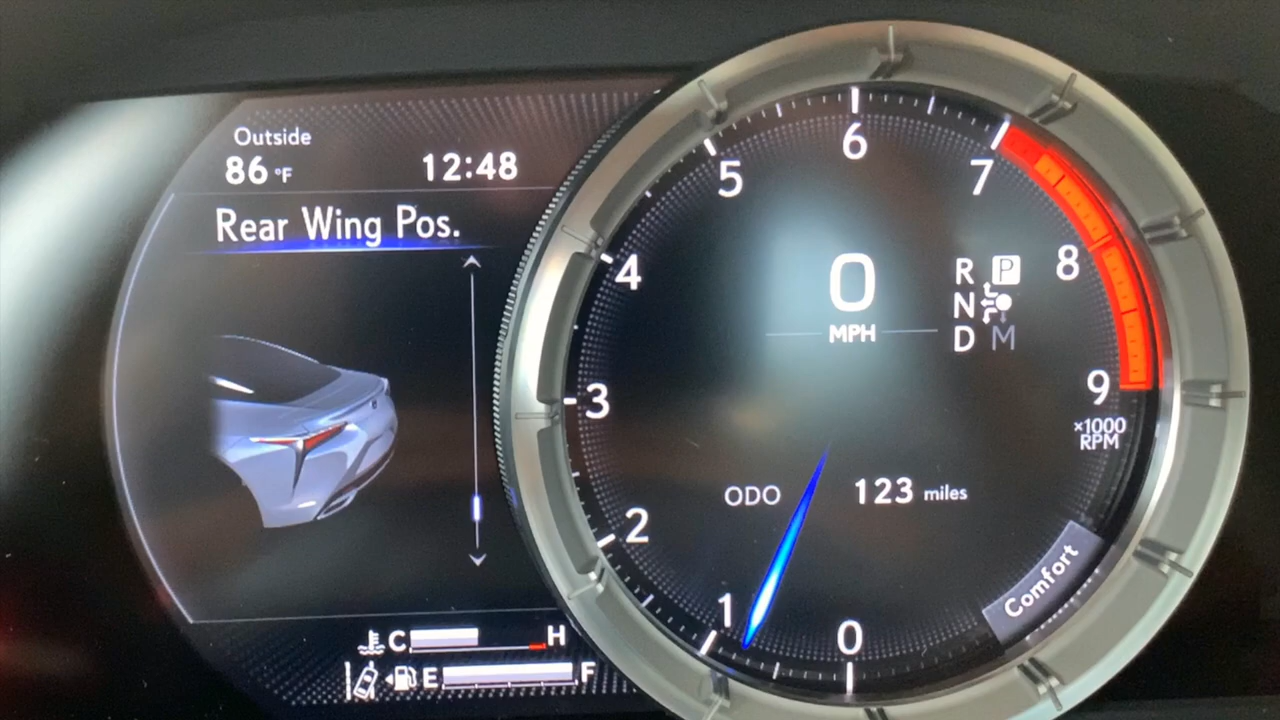 Outside
86 °F
12:48
Rear Wing Pos.
C H
E F
0
1
2
3
4
5
6
7
8
9
×1000
RPM
0
MPH
R P
N
D M
ODO 123 miles
Comfort